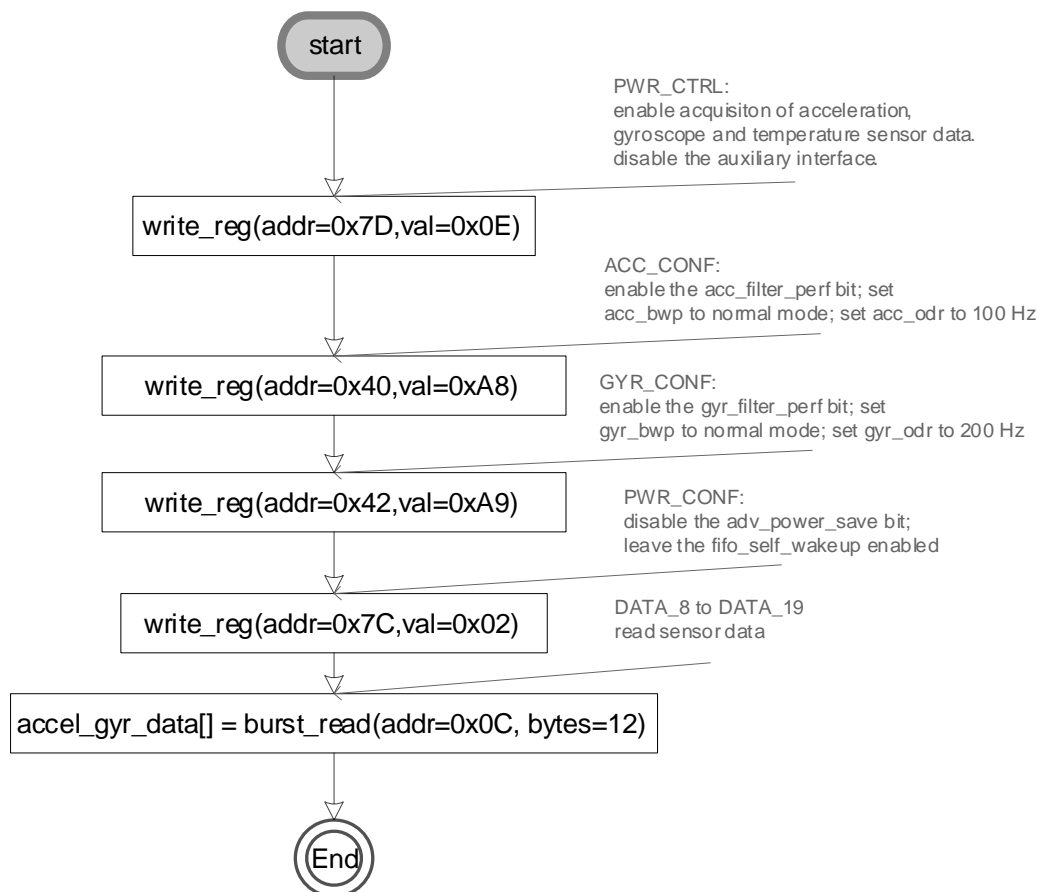 start
PWR_CTRL:
enable acquisiton of acceleration,
gyroscope and temperature sensor data.
disable the auxiliary interface.
write_reg(addr=0x7D,val=0x0E)
ACC_CONF:
enable the acc_filter_perf bit; set
acc_bwp to normal mode; set acc_odr to 100 Hz
write_reg(addr=0x40,val=0xA8)
GYR_CONF:
enable the gyr_filter_perf bit; set
gyr_bwp to normal mode; set gyr_odr to 200 Hz
write_reg(addr=0x42,val=0xA9)
PWR_CONF:
disable the adv_power_save bit;
leave the fifo_self_wakeup enabled
write_reg(addr=0x7C,val=0x02)
DATA_8 to DATA_19
read sensor data
accel_gyr_data[] = burst_read(addr=0x0C, bytes=12)
End